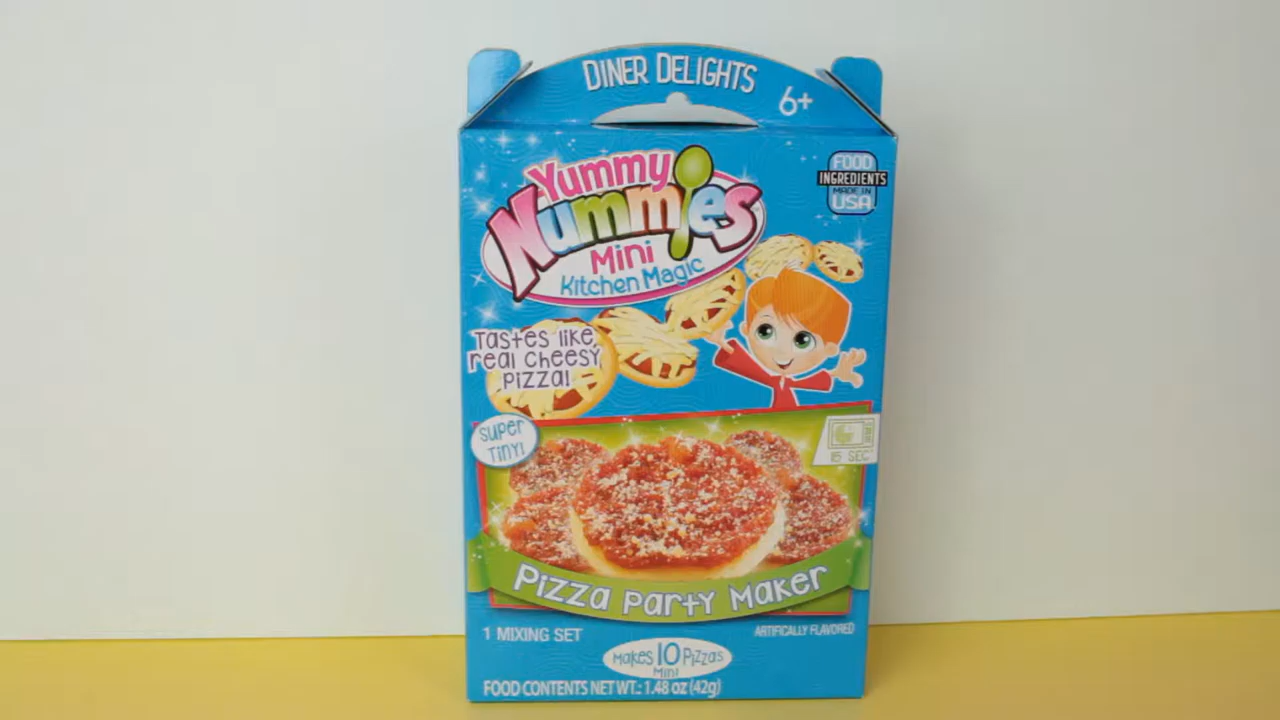 DINER DELIGHTS
6+
Yummy
Nummies
Mini
Kitchen Magic
FOOD
INGREDIENTS
MADE IN
USA
Tastes like
real cheesy
pizza!
Super
Tiny!
15 SEC
Pizza Party Maker
1 MIXING SET
ARTIFICIALLY FLAVORED
Makes 10 Pizzas
Mini
FOOD CONTENTS NET WT.: 1.48 oz (42g)